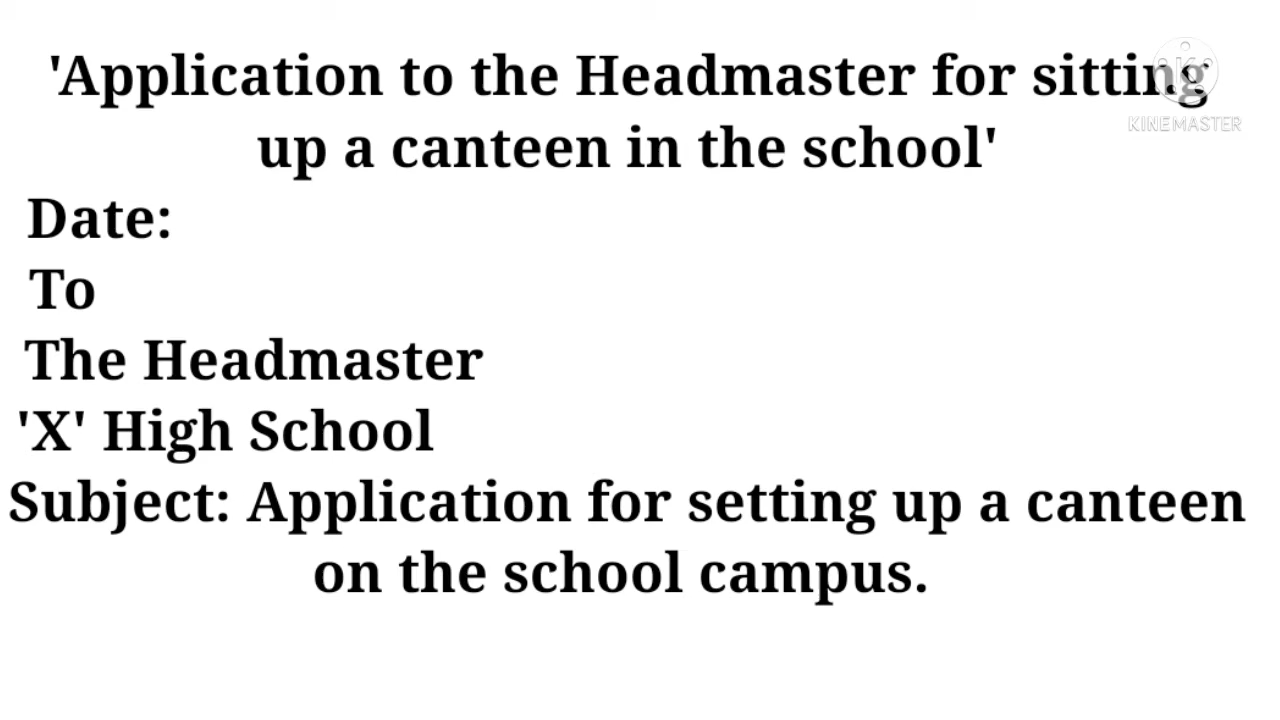 'Application to the Headmaster for sitting
up a canteen in the school'
KINEMASTER
Date:
To
The Headmaster
'X' High School
Subject: Application for setting up a canteen
on the school campus.